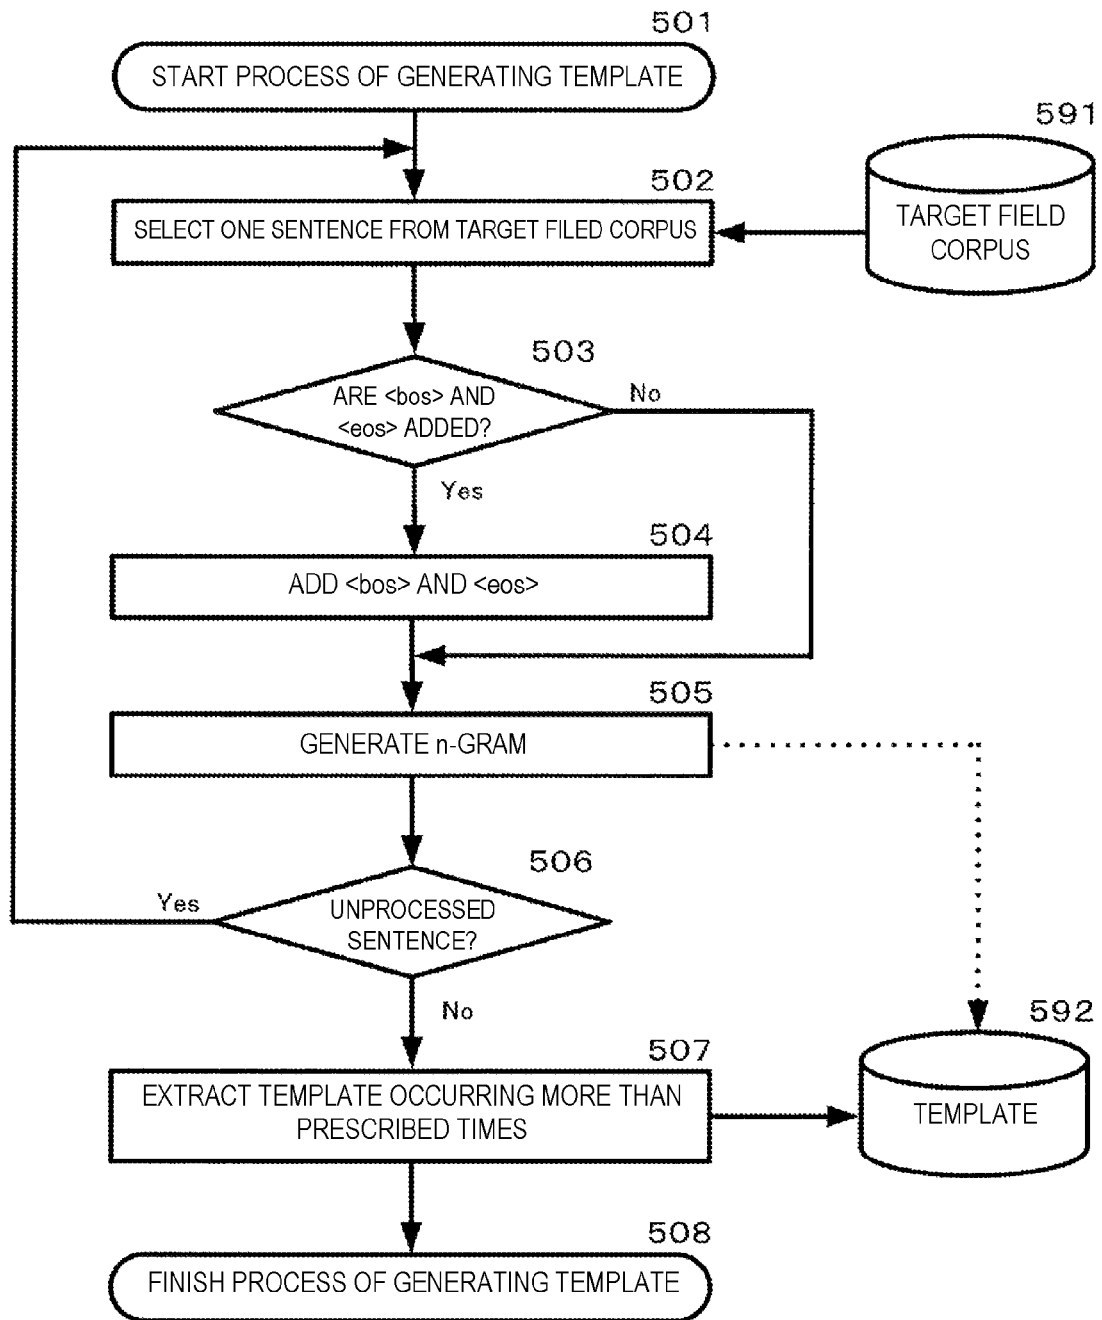 501
START PROCESS OF GENERATING TEMPLATE
591
TARGET FIELD
CORPUS
502
SELECT ONE SENTENCE FROM TARGET FILED CORPUS
503
ARE <bos> AND
<eos> ADDED?
No
Yes
504
ADD <bos> AND <eos>
505
GENERATE n-GRAM
506
UNPROCESSED
SENTENCE?
Yes
No
507
EXTRACT TEMPLATE OCCURRING MORE THAN
PRESCRIBED TIMES
592
TEMPLATE
508
FINISH PROCESS OF GENERATING TEMPLATE